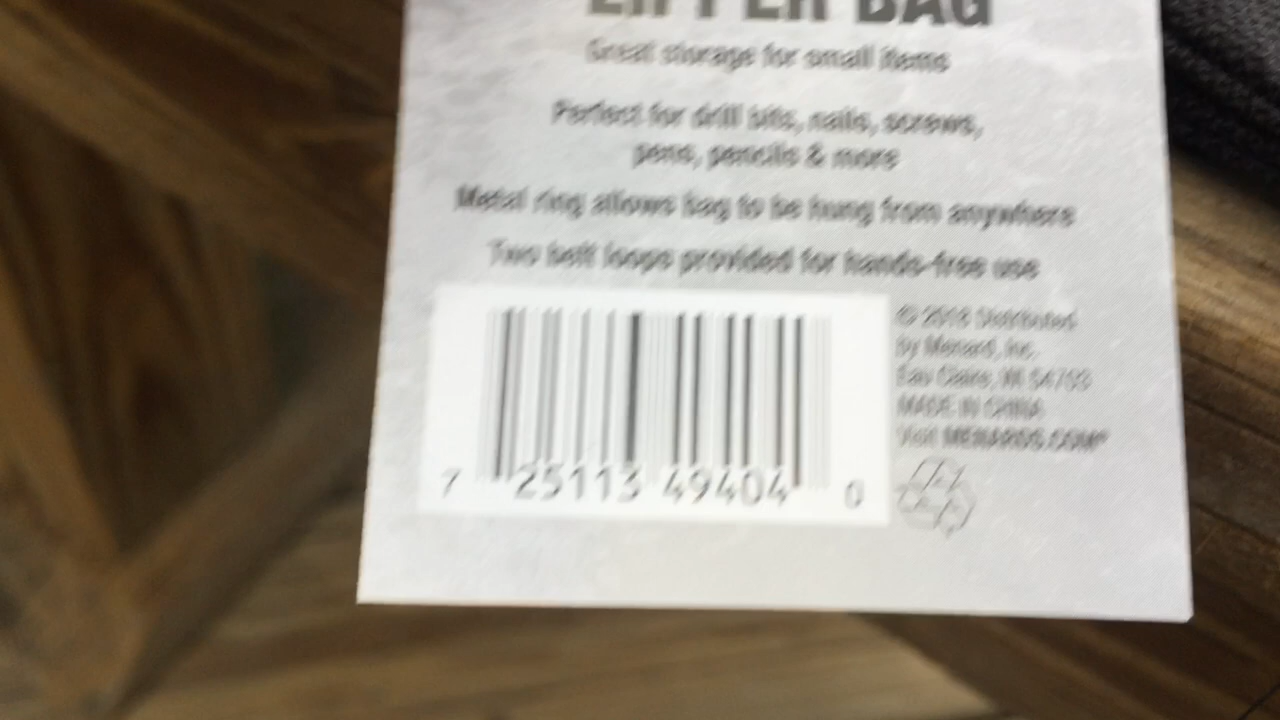 ZIPPER BAG
Great storage for small items
Perfect for drill bits, nails, screws,
pens, pencils & more
Metal ring allows bag to be hung from anywhere
Two belt loops provided for hands-free use
© 2018 Distributed
by Menard, Inc.
Eau Claire, WI 54703
MADE IN CHINA
Visit MENARDS.COM®
7 25113 49404 0